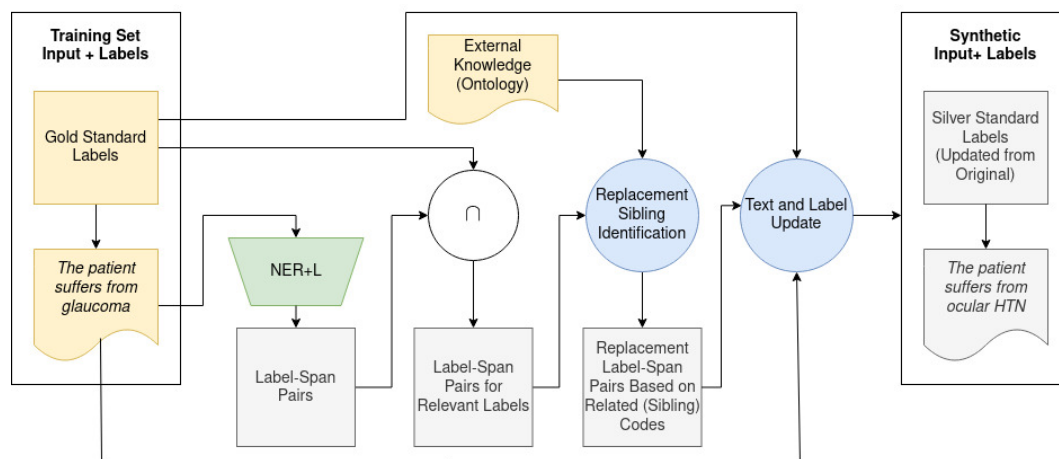 Training Set
Input + Labels
Gold Standard
Labels
The patient
suffers from
glaucoma
NER+L
Label-Span
Pairs
External
Knowledge
(Ontology)
∩
Label-Span
Pairs for
Relevant Labels
Replacement
Sibling
Identification
Replacement
Label-Span
Pairs Based on
Related (Sibling)
Codes
Text and Label
Update
Synthetic
Input+ Labels
Silver Standard
Labels
(Updated from
Original)
The patient
suffers from
ocular HTN